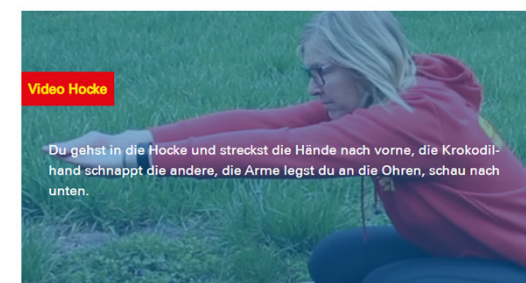 Video Hocke
Du gehst in die Hocke und streckst die Hände nach vorne, die Krokodil-
hand schnappt die andere, die Arme legst du an die Ohren, schau nach
unten.